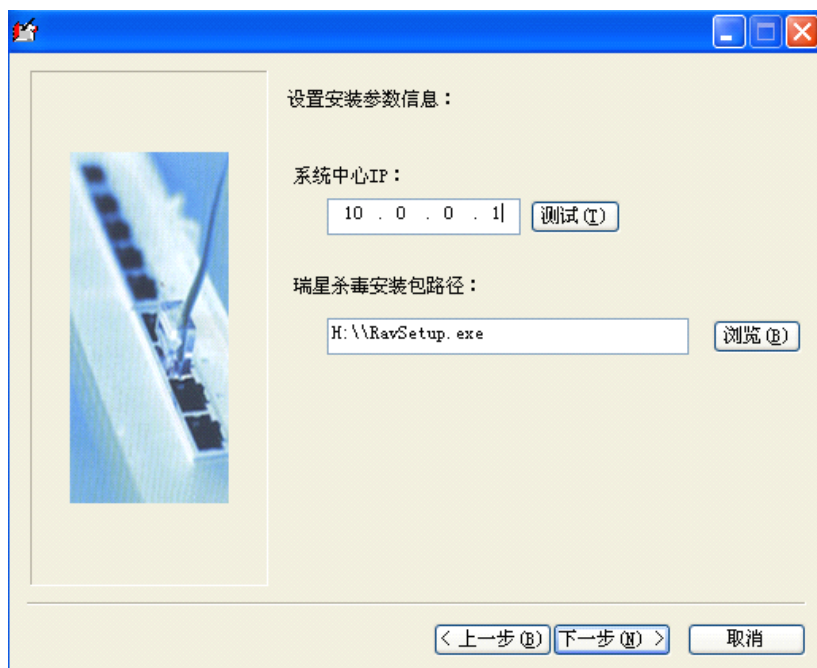 设置安装参数信息：
系统中心IP：
10 . 0 . 0 . 1 测试(T)
瑞星杀毒安装包路径：
H:\\RavSetup.exe 浏览(B)
< 上一步(B) 下一步(N) > 取消